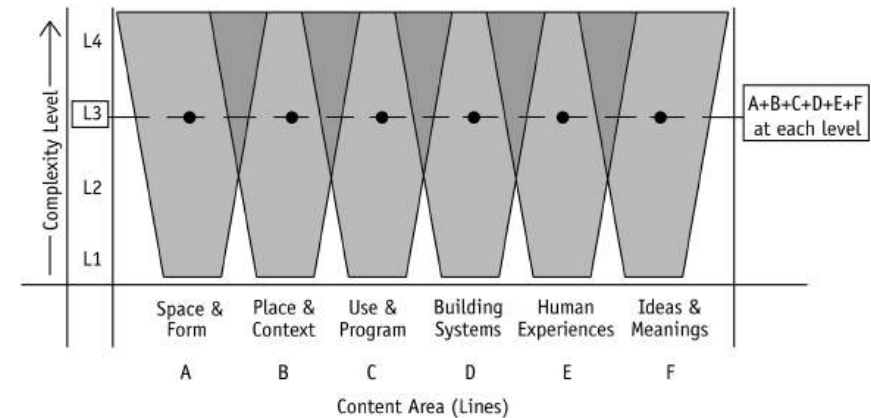 Complexity Level
L4
L3
L2
L1
A+B+C+D+E+F
at each level
Space &
Form
Place &
Context
Use &
Program
Building
Systems
Human
Experiences
Ideas &
Meanings
A B C D E F
Content Area (Lines)